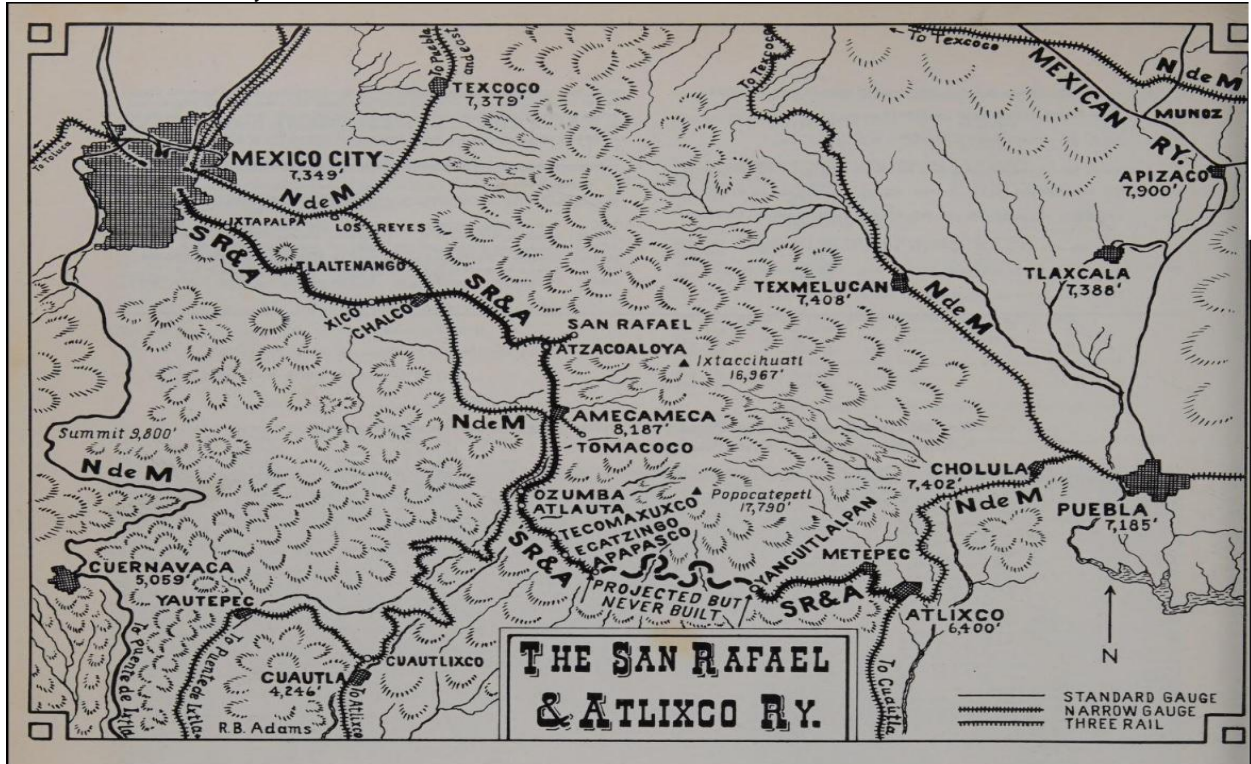 To Puebla
and east
TEXCOCO
7,379'
To Texcoco
To Texcoco
MEXICAN RY.
N de M
MUNOZ
To Toluca
MEXICO CITY
7,349'
N de M
APIZACO
7,900'
IXTAPALPA
LOS REYES
SR&A
TLALTENANGO
SR&A
XICO
CHALCO
TEXMELUCAN
7,408'
N de M
TLAXCALA
7,388'
SAN RAFAEL
ATZACOALOYA
Ixtaccihuatl
16,967'
N de M
AMECAMECA
8,187'
TOMACOCO
Summit 9,800'
N de M
CHOLULA
7,402'
N de M
PUEBLA
7,185'
OZUMBA
ATLAUTA
TECOMAXUXCO
ECATZINGO
APAPASCO
Popocatepetl
17,790'
YANCUITLALPAN
METEPEC
SR&A
PROJECTED BUT
NEVER BUILT
SR&A
ATLIXCO
6,400'
CUERNAVACA
5,059'
YAUTEPEC
N
To Puente de Ixtla
To Puente de Ixtla
CUAUTLIXCO
CUAUTLA
4,246'
To Atlixco
To Cuautla
R.B. Adams
THE SAN RAFAEL
& ATLIXCO RY.
STANDARD GAUGE
NARROW GAUGE
THREE RAIL